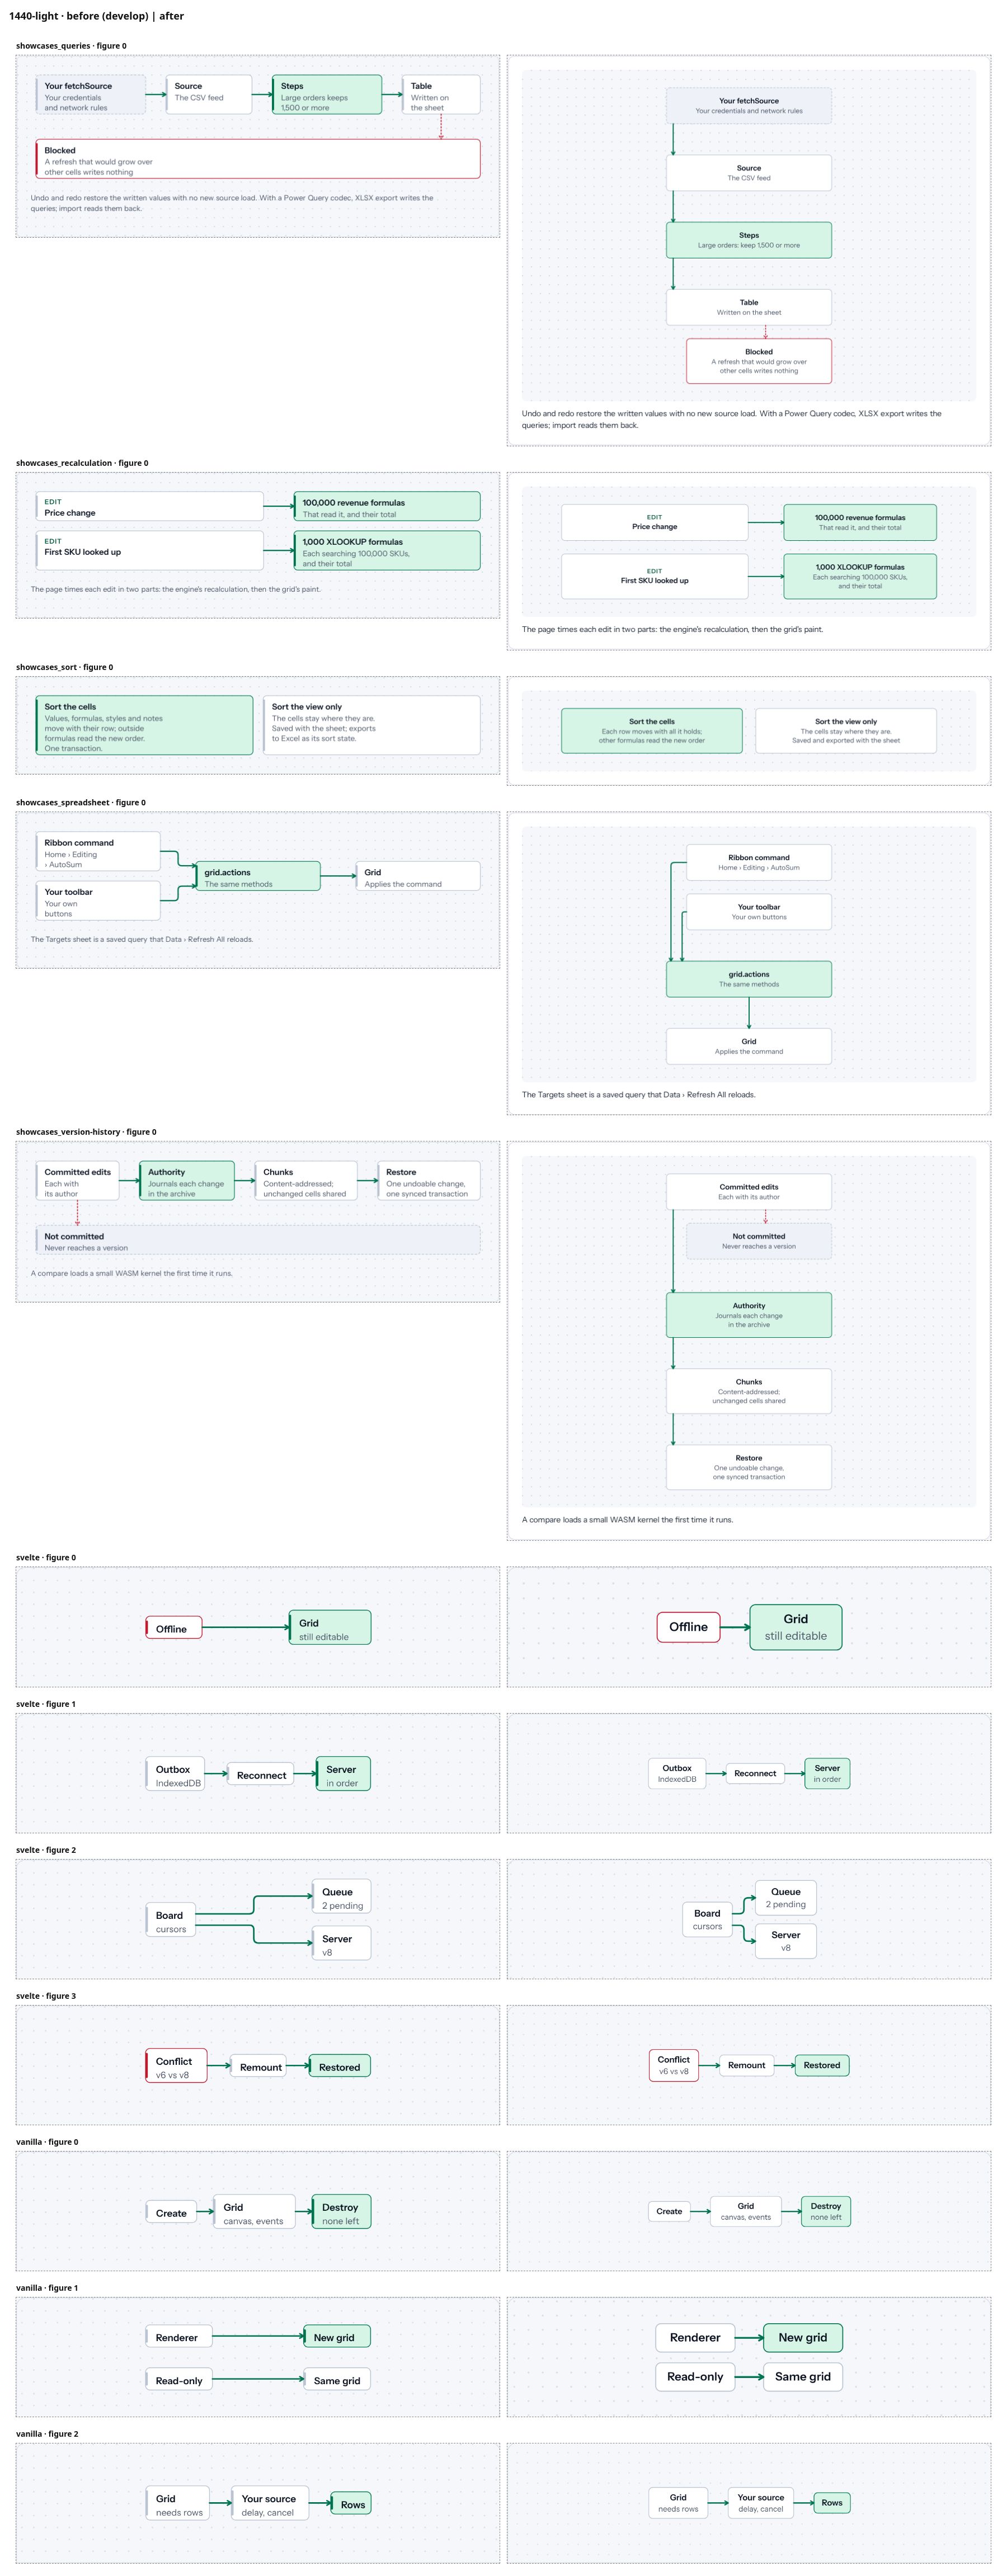 1440-light · before (develop) | after
showcases_queries · figure 0
Your fetchSource
Your credentials
and network rules
Source
The CSV feed
Steps
Large orders keeps
1,500 or more
Table
Written on
the sheet
Blocked
A refresh that would grow over
other cells writes nothing
Undo and redo restore the written values with no new source load. With a Power Query codec, XLSX export writes the
queries; import reads them back.
Your fetchSource
Your credentials and network rules
Source
The CSV feed
Steps
Large orders: keep 1,500 or more
Table
Written on the sheet
Blocked
A refresh that would grow over
other cells writes nothing
Undo and redo restore the written values with no new source load. With a Power Query codec, XLSX export writes the
queries; import reads them back.
showcases_recalculation · figure 0
EDIT
Price change
100,000 revenue formulas
That read it, and their total
EDIT
First SKU looked up
1,000 XLOOKUP formulas
Each searching 100,000 SKUs,
and their total
The page times each edit in two parts: the engine's recalculation, then the grid's paint.
EDIT
Price change
100,000 revenue formulas
That read it, and their total
EDIT
First SKU looked up
1,000 XLOOKUP formulas
Each searching 100,000 SKUs,
and their total
The page times each edit in two parts: the engine's recalculation, then the grid's paint.
showcases_sort · figure 0
Sort the cells
Values, formulas, styles and notes
move with their row; outside
formulas read the new order.
One transaction.
Sort the view only
The cells stay where they are.
Saved with the sheet; exports
to Excel as its sort state.
Sort the cells
Each row moves with all it holds;
other formulas read the new order
Sort the view only
The cells stay where they are.
Saved and exported with the sheet
showcases_spreadsheet · figure 0
Ribbon command
Home › Editing
› AutoSum
Your toolbar
Your own
buttons
grid.actions
The same methods
Grid
Applies the command
The Targets sheet is a saved query that Data › Refresh All reloads.
Ribbon command
Home › Editing › AutoSum
Your toolbar
Your own buttons
grid.actions
The same methods
Grid
Applies the command
The Targets sheet is a saved query that Data › Refresh All reloads.
showcases_version-history · figure 0
Committed edits
Each with
its author
Authority
Journals each change
in the archive
Chunks
Content-addressed;
unchanged cells shared
Restore
One undoable change,
one synced transaction
Not committed
Never reaches a version
A compare loads a small WASM kernel the first time it runs.
Committed edits
Each with its author
Not committed
Never reaches a version
Authority
Journals each change
in the archive
Chunks
Content-addressed;
unchanged cells shared
Restore
One undoable change,
one synced transaction
A compare loads a small WASM kernel the first time it runs.
svelte · figure 0
Offline
Grid
still editable
Offline
Grid
still editable
svelte · figure 1
Outbox
IndexedDB
Reconnect
Server
in order
Outbox
IndexedDB
Reconnect
Server
in order
svelte · figure 2
Board
cursors
Queue
2 pending
Server
v8
Board
cursors
Queue
2 pending
Server
v8
svelte · figure 3
Conflict
v6 vs v8
Remount
Restored
Conflict
v6 vs v8
Remount
Restored
vanilla · figure 0
Create
Grid
canvas, events
Destroy
none left
Create
Grid
canvas, events
Destroy
none left
vanilla · figure 1
Renderer
New grid
Read-only
Same grid
Renderer
New grid
Read-only
Same grid
vanilla · figure 2
Grid
needs rows
Your source
delay, cancel
Rows
Grid
needs rows
Your source
delay, cancel
Rows